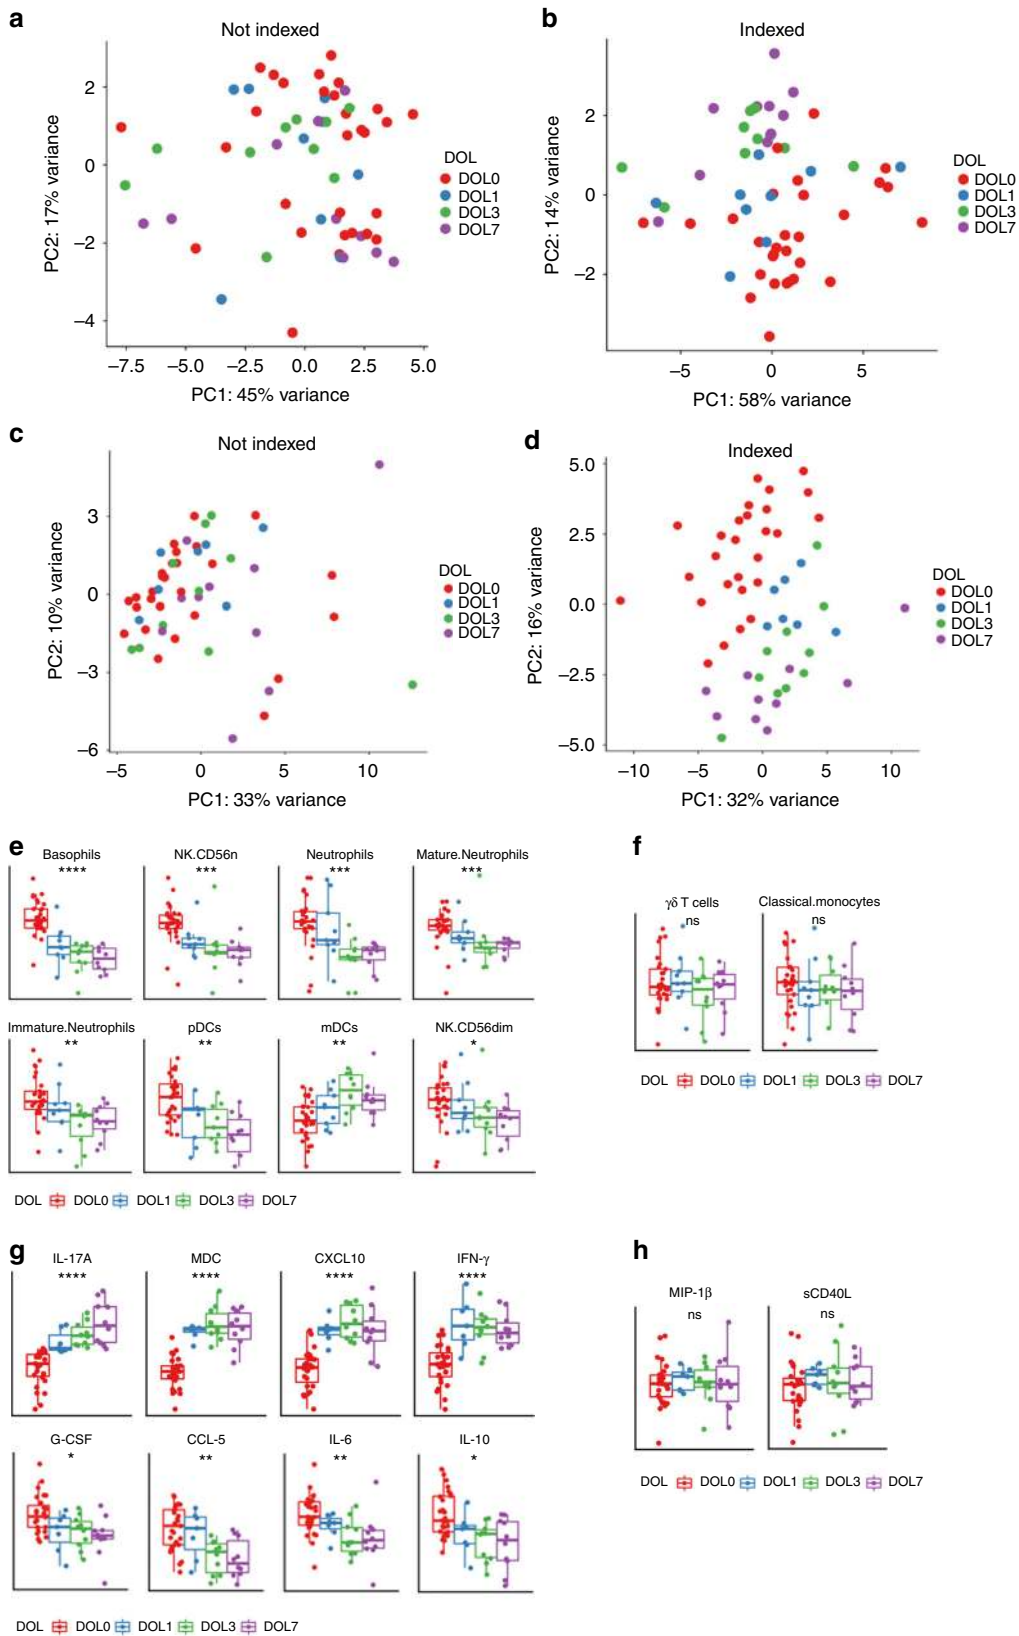 a
Not indexed
PC2: 17% variance
2
0
−2
−4
−7.5 −5.0 −2.5 0.0 2.5 5.0
PC1: 45% variance
DOL
DOL0
DOL1
DOL3
DOL7
b
Indexed
PC2: 14% variance
2
0
−2
−5 0 5
PC1: 58% variance
DOL
DOL0
DOL1
DOL3
DOL7
c
Not indexed
PC2: 10% variance
3
0
−3
−6
−5 0 5 10
PC1: 33% variance
DOL
DOL0
DOL1
DOL3
DOL7
d
Indexed
PC2: 16% variance
5.0
2.5
0.0
−2.5
−5.0
−10 −5 0 5 10
PC1: 32% variance
DOL
DOL0
DOL1
DOL3
DOL7
e
Basophils NK.CD56n Neutrophils Mature.Neutrophils
**** *** *** ***
Immature.Neutrophils pDCs mDCs NK.CD56dim
** ** ** *
DOL DOL0 DOL1 DOL3 DOL7
f
γδ T cells Classical.monocytes
ns ns
DOL DOL0 DOL1 DOL3 DOL7
g
IL-17A MDC CXCL10 IFN-γ
**** **** **** ****
G-CSF CCL-5 IL-6 IL-10
* ** ** *
DOL DOL0 DOL1 DOL3 DOL7
h
MIP-1β sCD40L
ns ns
DOL DOL0 DOL1 DOL3 DOL7